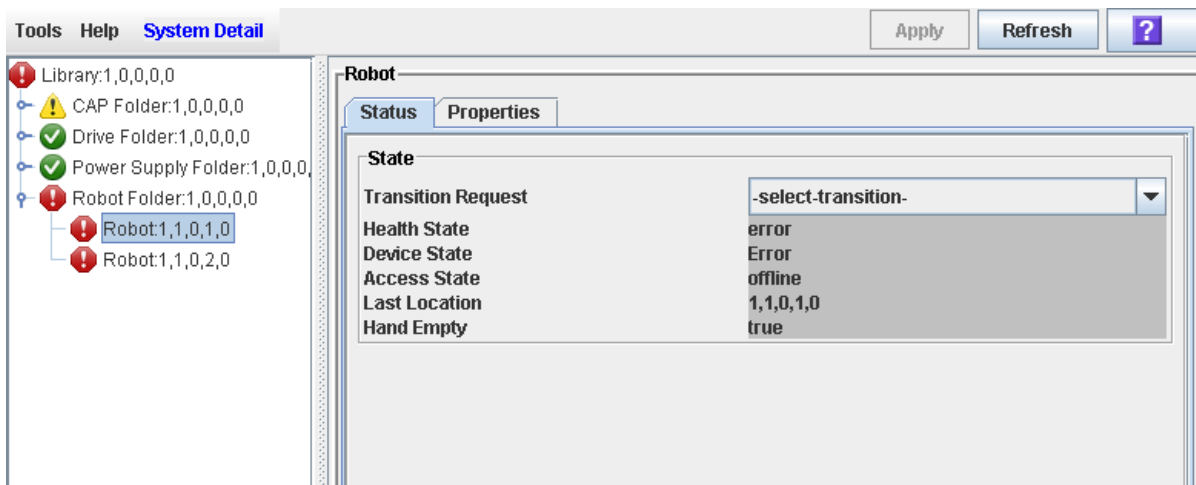 Tools Help System Detail Apply Refresh ?
Library:1,0,0,0,0
CAP Folder:1,0,0,0,0
Drive Folder:1,0,0,0,0
Power Supply Folder:1,0,0,0,
Robot Folder:1,0,0,0,0
Robot:1,1,0,1,0
Robot:1,1,0,2,0
Robot
Status Properties
State
Transition Request -select-transition-
Health State error
Device State Error
Access State offline
Last Location 1,1,0,1,0
Hand Empty true